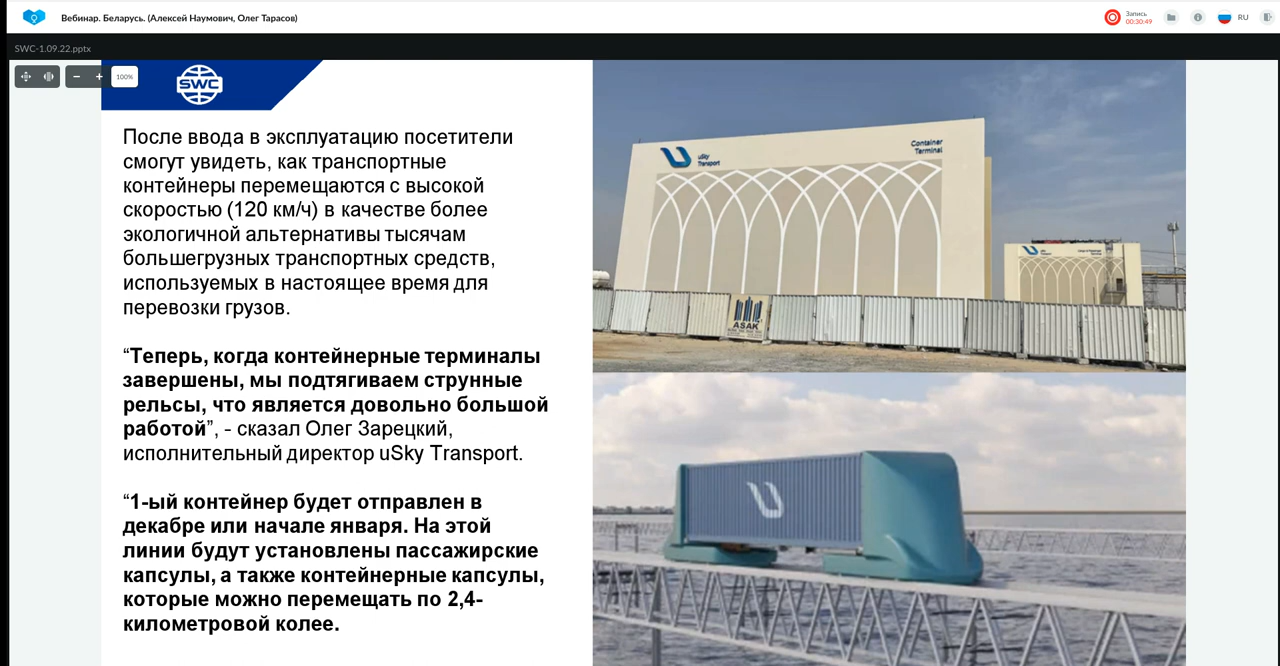 Вебинар. Беларусь. (Алексей Наумович, Олег Тарасов)
Запись
00:30:49
RU
SWC-1.09.22.pptx
100%
SWC
После ввода в эксплуатацию посетители
смогут увидеть, как транспортные
контейнеры перемещаются с высокой
скоростью (120 км/ч) в качестве более
экологичной альтернативы тысячам
большегрузных транспортных средств,
используемых в настоящее время для
перевозки грузов.
“Теперь, когда контейнерные терминалы
завершены, мы подтягиваем струнные
рельсы, что является довольно большой
работой”, - сказал Олег Зарецкий,
исполнительный директор uSky Transport.
“1-ый контейнер будет отправлен в
декабре или начале января. На этой
линии будут установлены пассажирские
капсулы, а также контейнерные капсулы,
которые можно перемещать по 2,4-
километровой колее.
uSky
Transport
Container
Terminal
ASAK